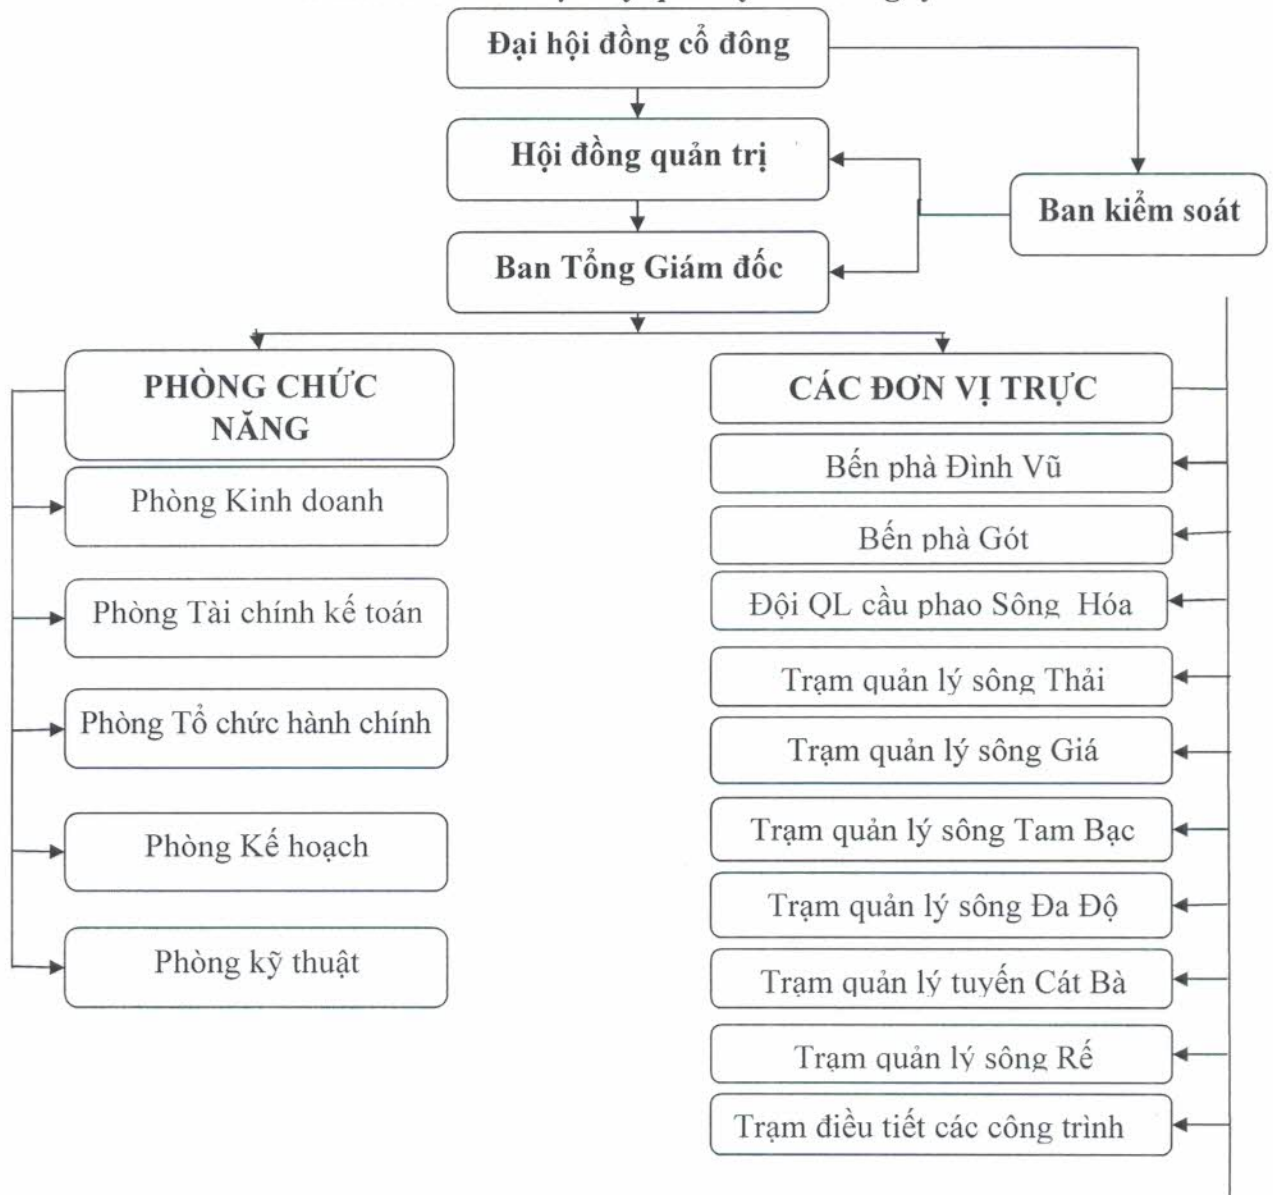 Đại hội đồng cổ đông
Hội đồng quản trị
Ban kiểm soát
Ban Tổng Giám đốc
PHÒNG CHỨC
NĂNG
Phòng Kinh doanh
Phòng Tài chính kế toán
Phòng Tổ chức hành chính
Phòng Kế hoạch
Phòng kỹ thuật
CÁC ĐƠN VỊ TRỰC
Bến phà Đình Vũ
Bến phà Gót
Đội QL cầu phao Sông Hóa
Trạm quản lý sông Thải
Trạm quản lý sông Giá
Trạm quản lý sông Tam Bạc
Trạm quản lý sông Đa Độ
Trạm quản lý tuyến Cát Bà
Trạm quản lý sông Rế
Trạm điều tiết các công trình